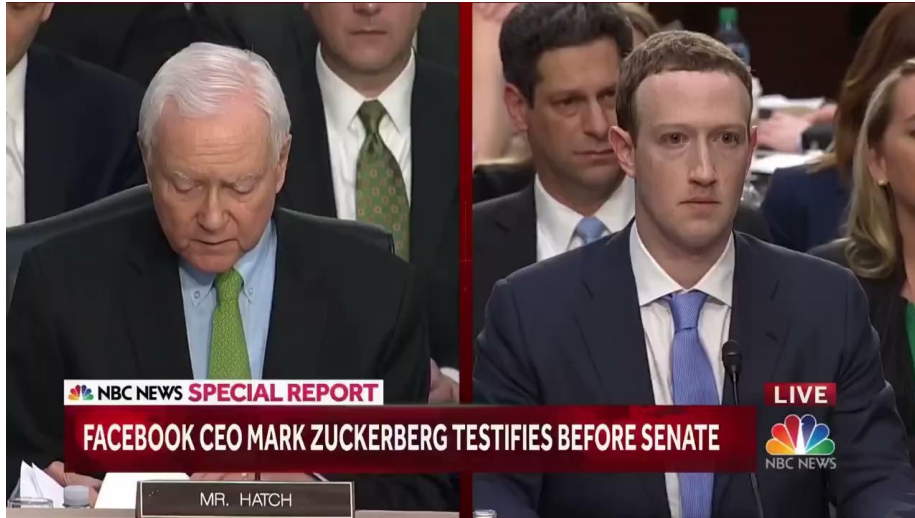 NBC NEWS SPECIAL REPORT
LIVE
FACEBOOK CEO MARK ZUCKERBERG TESTIFIES BEFORE SENATE
NBC NEWS
MR. HATCH